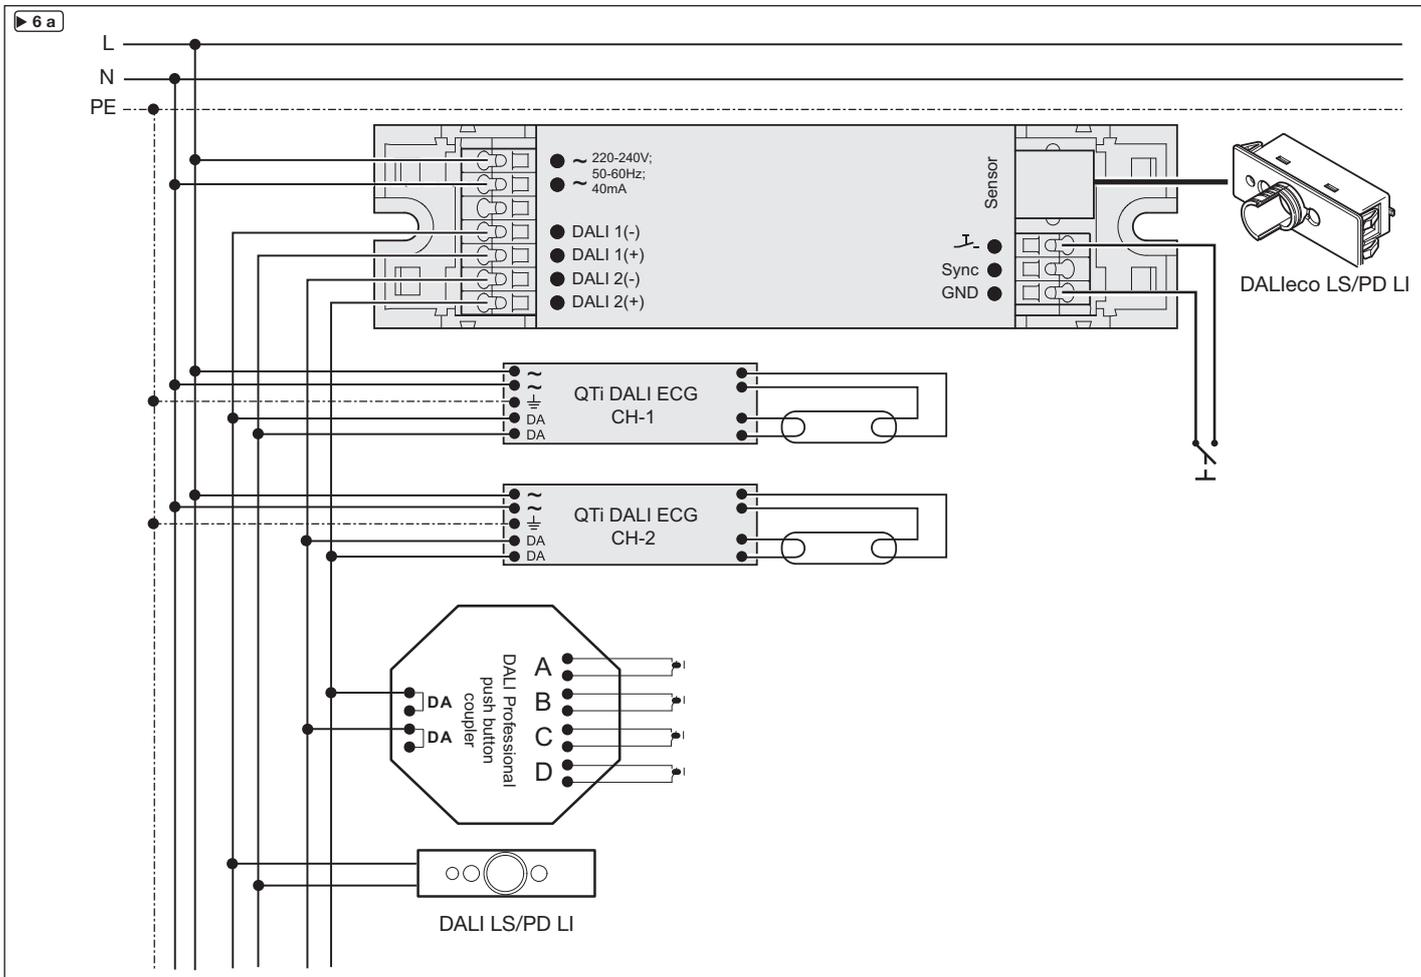 6 a
L
N
PE
~ 220-240V;
~ 50-60Hz;
40mA
DALI 1(-)
DALI 1(+)
DALI 2(-)
DALI 2(+)
Sensor
Sync
GND
DALIeco LS/PD LI
~
~
DA
DA
QTi DALI ECG
CH-1
~
~
DA
DA
QTi DALI ECG
CH-2
DA
DA
DALI Professional
push button
coupler
A
B
C
D
DALI LS/PD LI